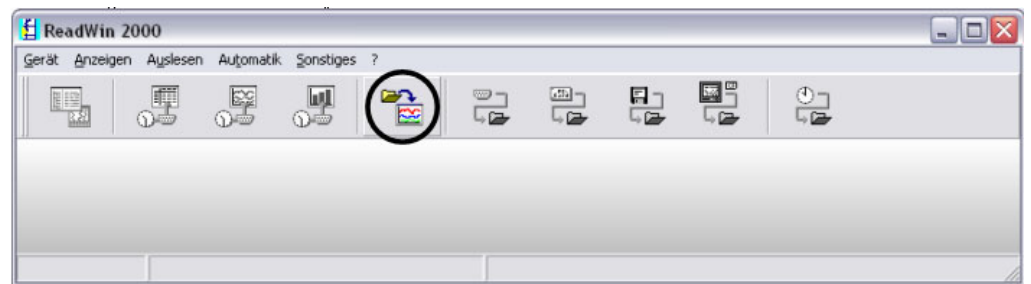 ReadWin 2000
Gerät Anzeigen Auslesen Automatik Sonstiges ?